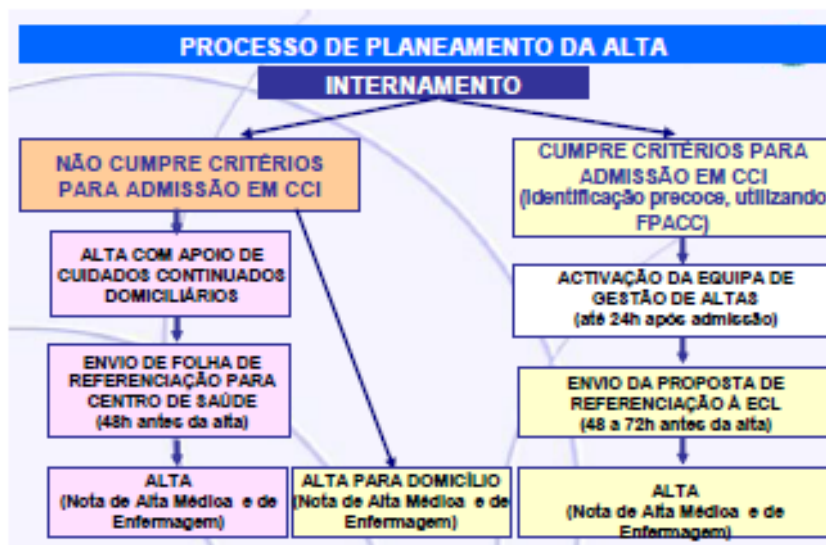 PROCESSO DE PLANEAMENTO DA ALTA
INTERNAMENTO
NÃO CUMPRE CRITÉRIOS
PARA ADMISSÃO EM CCI
CUMPRE CRITÉRIOS PARA
ADMISSÃO EM CCI
(Identificação precoce, utilizando
FPACC)
ALTA COM APOIO DE
CUIDADOS CONTINUADOS
DOMICILIÁRIOS
ACTIVAÇÃO DA EQUIPA DE
GESTÃO DE ALTAS
(até 24h após admissão)
ENVIO DE FOLHA DE
REFERENCIAÇÃO PARA
CENTRO DE SAÚDE
(48h antes da alta)
ENVIO DA PROPOSTA DE
REFERENCIAÇÃO À ECL
(48 a 72h antes da alta)
ALTA
(Nota de Alta Médica e de
Enfermagem)
ALTA PARA DOMICÍLIO
(Nota de Alta Médica e de
Enfermagem)
ALTA
(Nota de Alta Médica e de
Enfermagem)